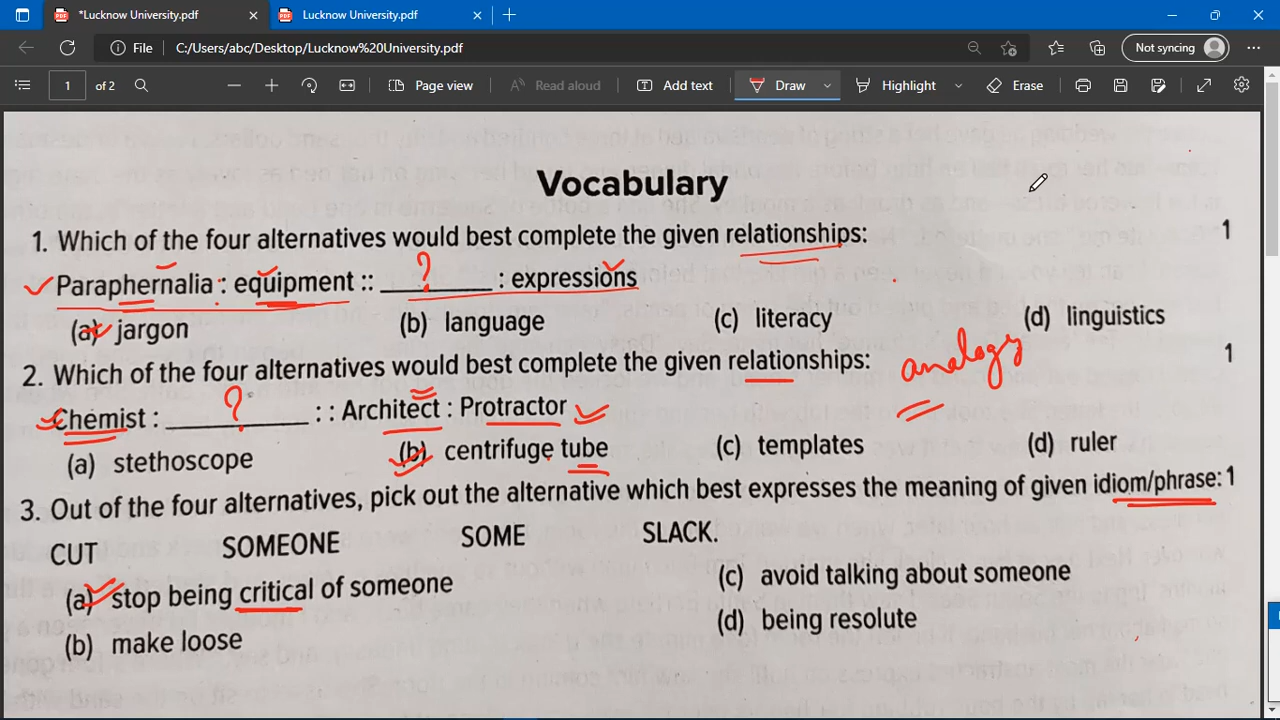 *Lucknow University.pdf
Lucknow University.pdf
File C:/Users/abc/Desktop/Lucknow%20University.pdf Not syncing
1 of 2 Page view Read aloud Add text Draw Highlight Erase
Vocabulary
1. Which of the four alternatives would best complete the given relationships: 1
Paraphernalia : equipment :: ________ : expressions
?
(a) jargon (b) language (c) literacy (d) linguistics
2. Which of the four alternatives would best complete the given relationships: 1
analogy
Chemist : __________ : : Architect : Protractor
?
(a) stethoscope (b) centrifuge tube (c) templates (d) ruler
3. Out of the four alternatives, pick out the alternative which best expresses the meaning of given idiom/phrase: 1
CUT SOMEONE SOME SLACK.
(a) stop being critical of someone (c) avoid talking about someone
(b) make loose (d) being resolute